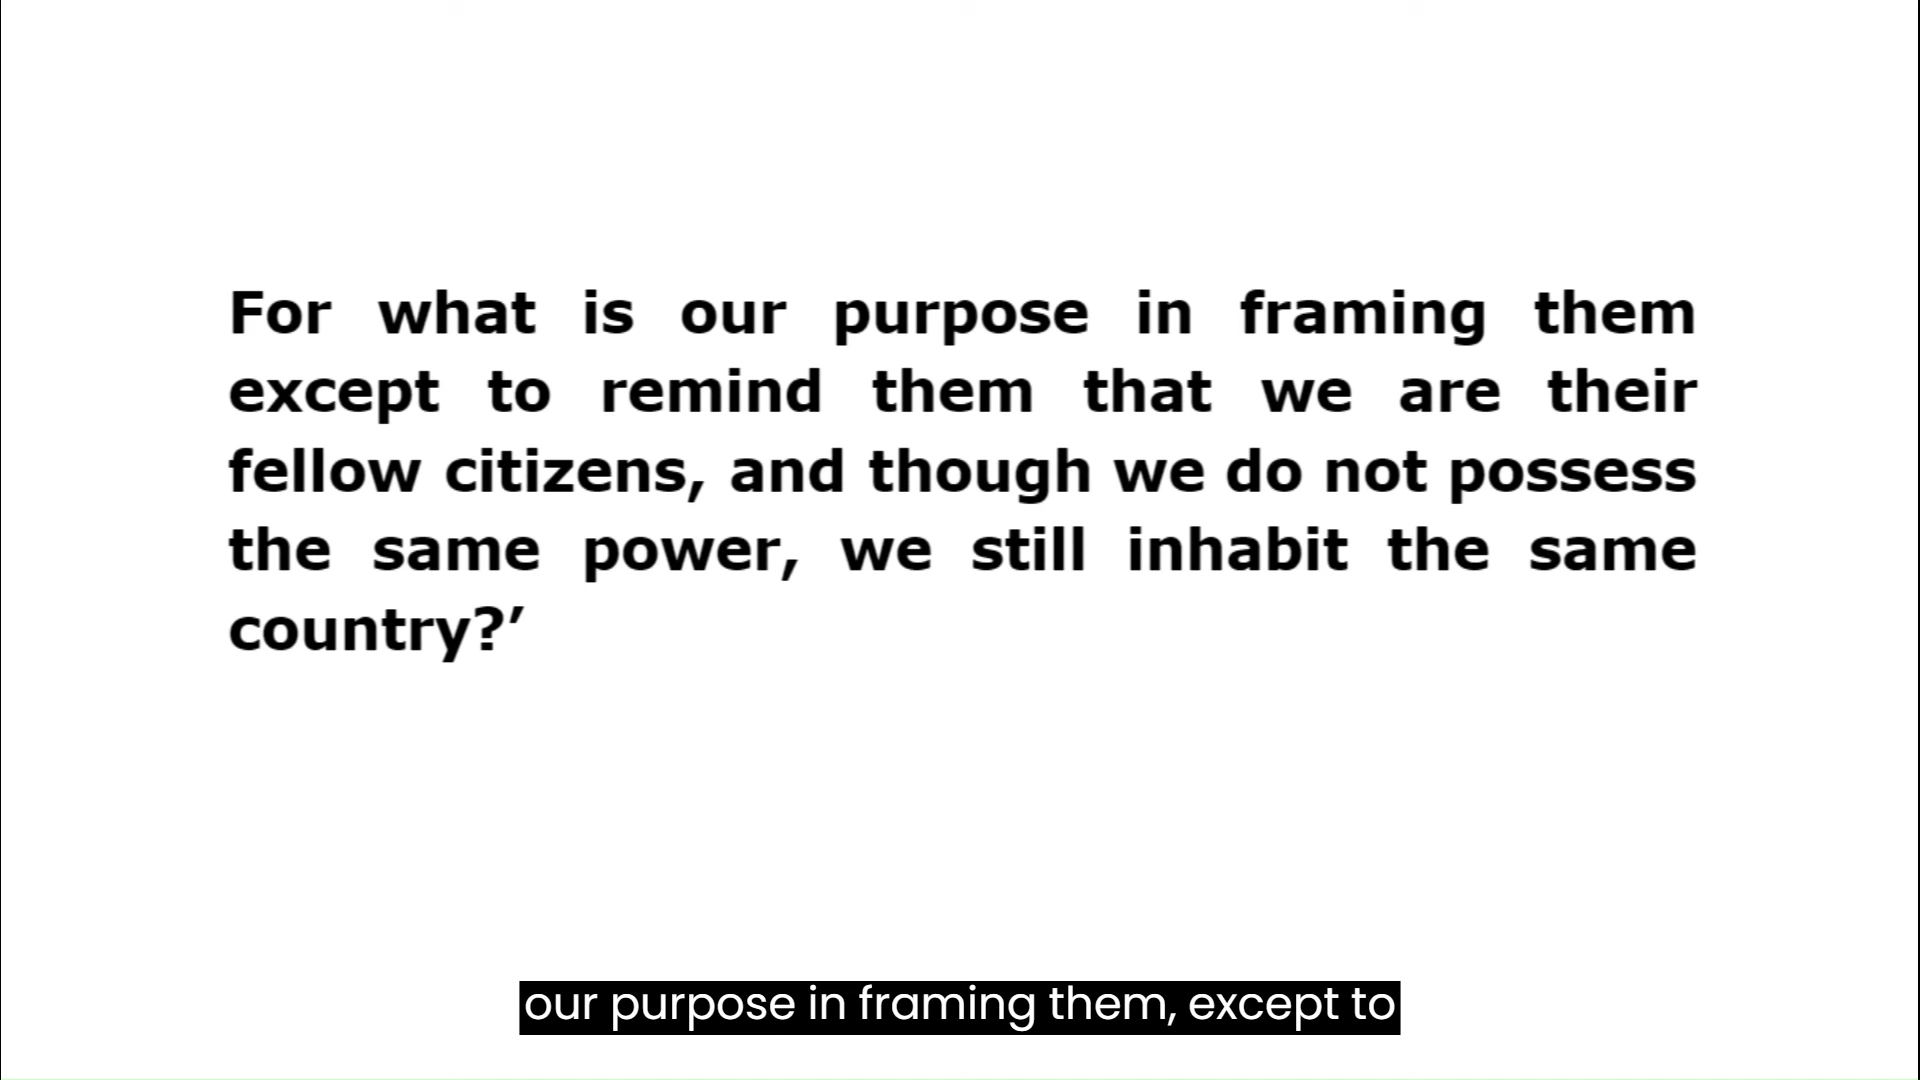 For what is our purpose in framing them
except to remind them that we are their
fellow citizens, and though we do not possess
the same power, we still inhabit the same
country?’
our purpose in framing them, except to